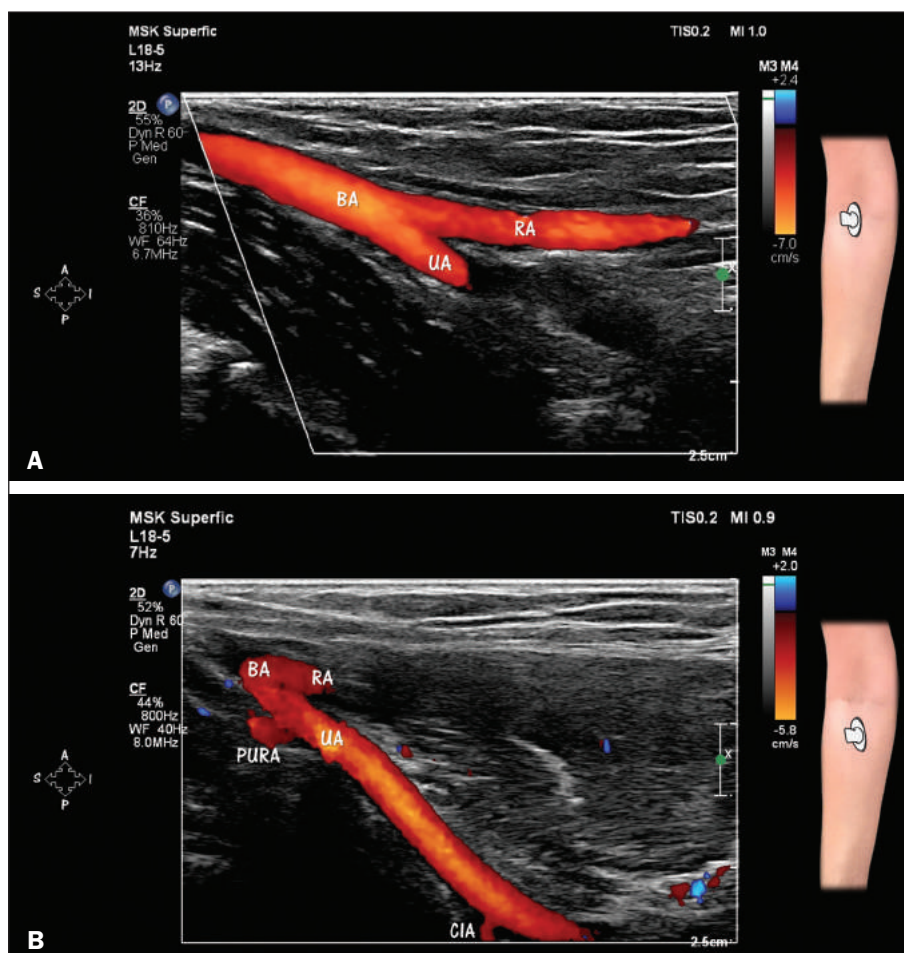 MSK Superfic
TIS0.2 MI 1.0
L18-5
13Hz
M3 M4
+2.4
2D
P
55%
Dyn R 60
P Med
Gen
CF
36%
810Hz
WF 64Hz
6.7MHz
BA
RA
UA
X
-7.0
cm/s
A
S
I
P
2.5cm
A
MSK Superfic
TIS0.2 MI 0.9
L18-5
7Hz
M3 M4
+2.0
2D
P
52%
Dyn R 60
P Med
Gen
CF
44%
800Hz
WF 40Hz
8.0MHz
BA
RA
UA
PURA
X
-5.8
cm/s
A
S
I
P
CIA
2.5cm
B